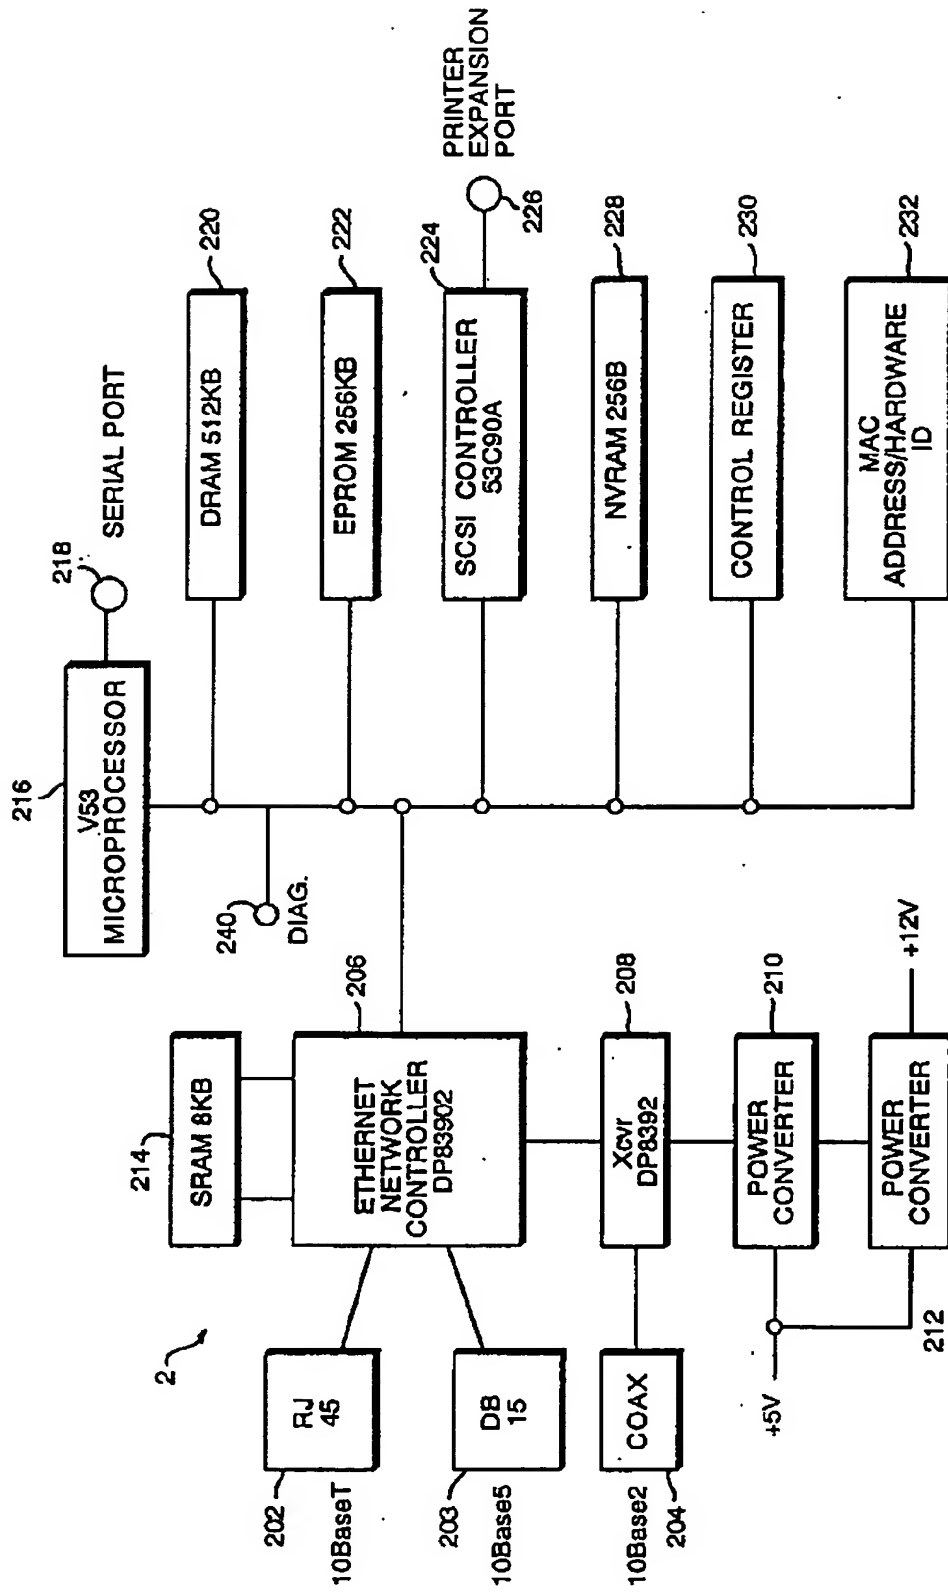 2
202
RJ
45
10BaseT
203
DB
15
10Base5
204
COAX
10Base2
214
SRAM 8KB
206
ETHERNET
NETWORK
CONTROLLER
DP83902
208
Xcvr
DP8392
210
POWER
CONVERTER
+5V
212
POWER
CONVERTER
+12V
216
V53
MICROPROCESSOR
218
SERIAL PORT
240
DIAG.
220
DRAM 512KB
222
EPROM 256KB
224
SCSI CONTROLLER
53C90A
226
PRINTER
EXPANSION
PORT
228
NVRAM 256B
230
CONTROL REGISTER
232
MAC
ADDRESS/HARDWARE
ID